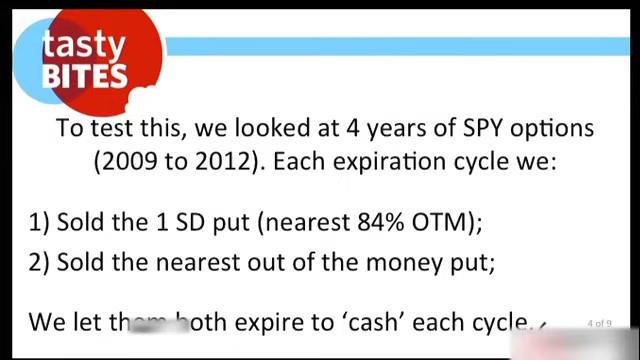 tasty
BITES
To test this, we looked at 4 years of SPY options
(2009 to 2012). Each expiration cycle we:
1) Sold the 1 SD put (nearest 84% OTM);
2) Sold the nearest out of the money put;
We let them both expire to ‘cash’ each cycle.
4 of 9